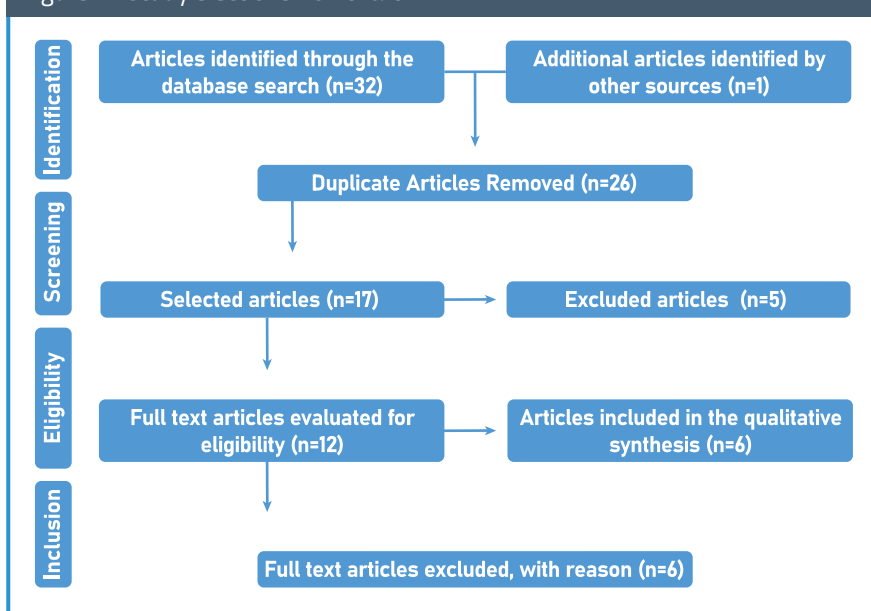 Identification
Articles identified through the
database search (n=32)
Additional articles identified by
other sources (n=1)
Duplicate Articles Removed (n=26)
Screening
Selected articles (n=17)
Excluded articles (n=5)
Eligibility
Full text articles evaluated for
eligibility (n=12)
Articles included in the qualitative
synthesis (n=6)
Inclusion
Full text articles excluded, with reason (n=6)